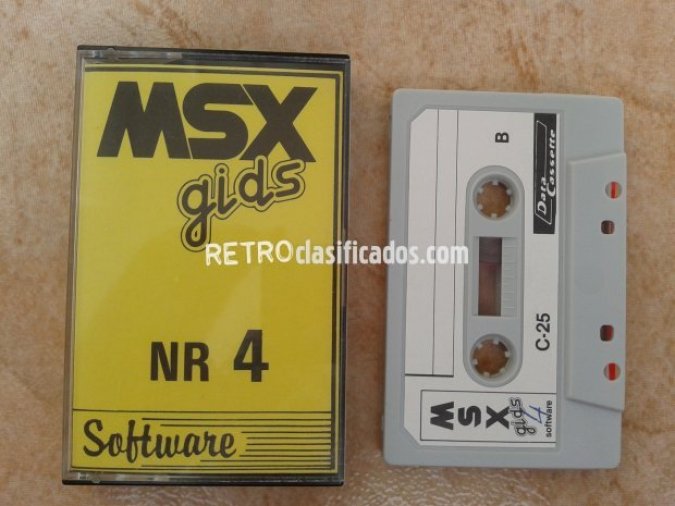 MSX
gids
NR 4
Software
RETROclasificados.com
B
Data
Cassette
C-25
MSX
gids
4
software